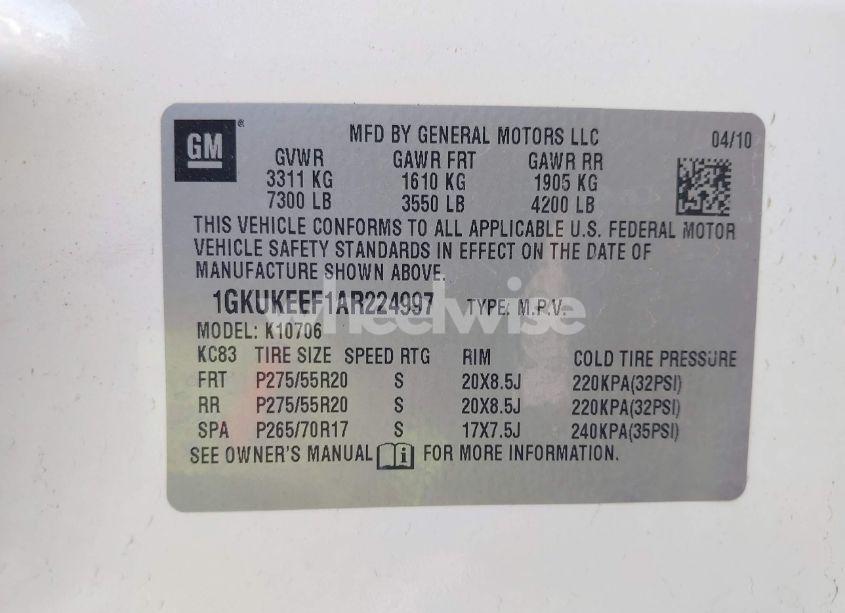 GM® MFD BY GENERAL MOTORS LLC 04/10
GVWR GAWR FRT GAWR RR
3311 KG 1610 KG 1905 KG
7300 LB 3550 LB 4200 LB
THIS VEHICLE CONFORMS TO ALL APPLICABLE U.S. FEDERAL MOTOR
VEHICLE SAFETY STANDARDS IN EFFECT ON THE DATE OF
MANUFACTURE SHOWN ABOVE.
1GKUKEEF1AR224997 TYPE: M.P.V.
wheelwise
MODEL: K10706
KC83 TIRE SIZE SPEED RTG RIM COLD TIRE PRESSURE
FRT P275/55R20 S 20X8.5J 220KPA(32PSI)
RR P275/55R20 S 20X8.5J 220KPA(32PSI)
SPA P265/70R17 S 17X7.5J 240KPA(35PSI)
SEE OWNER'S MANUAL i FOR MORE INFORMATION.